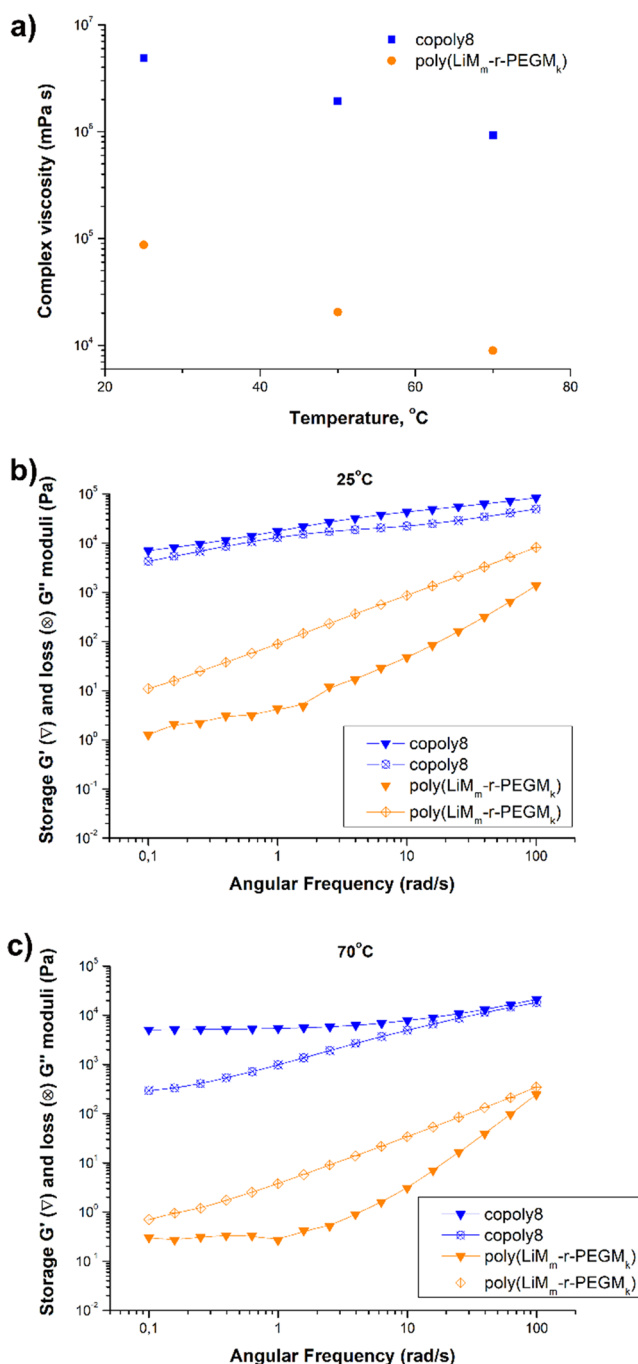 a)
copoly8
poly(LiMₘ-r-PEGMₖ)
Complex viscosity (mPa s)
10⁷
10⁶
10⁵
10⁴
20 40 60 80
Temperature, °C
b)
25°C
Storage G' (▽) and loss (⊗) G'' moduli (Pa)
10⁵
10⁴
10³
10²
10¹
10⁰
10⁻¹
10⁻²
copoly8
copoly8
poly(LiMₘ-r-PEGMₖ)
poly(LiMₘ-r-PEGMₖ)
0,1 1 10 100
Angular Frequency (rad/s)
c)
70°C
Storage G' (▽) and loss (⊗) G'' moduli (Pa)
10⁵
10⁴
10³
10²
10¹
10⁰
10⁻¹
10⁻²
copoly8
copoly8
poly(LiMₘ-r-PEGMₖ)
poly(LiMₘ-r-PEGMₖ)
0,1 1 10 100
Angular Frequency (rad/s)